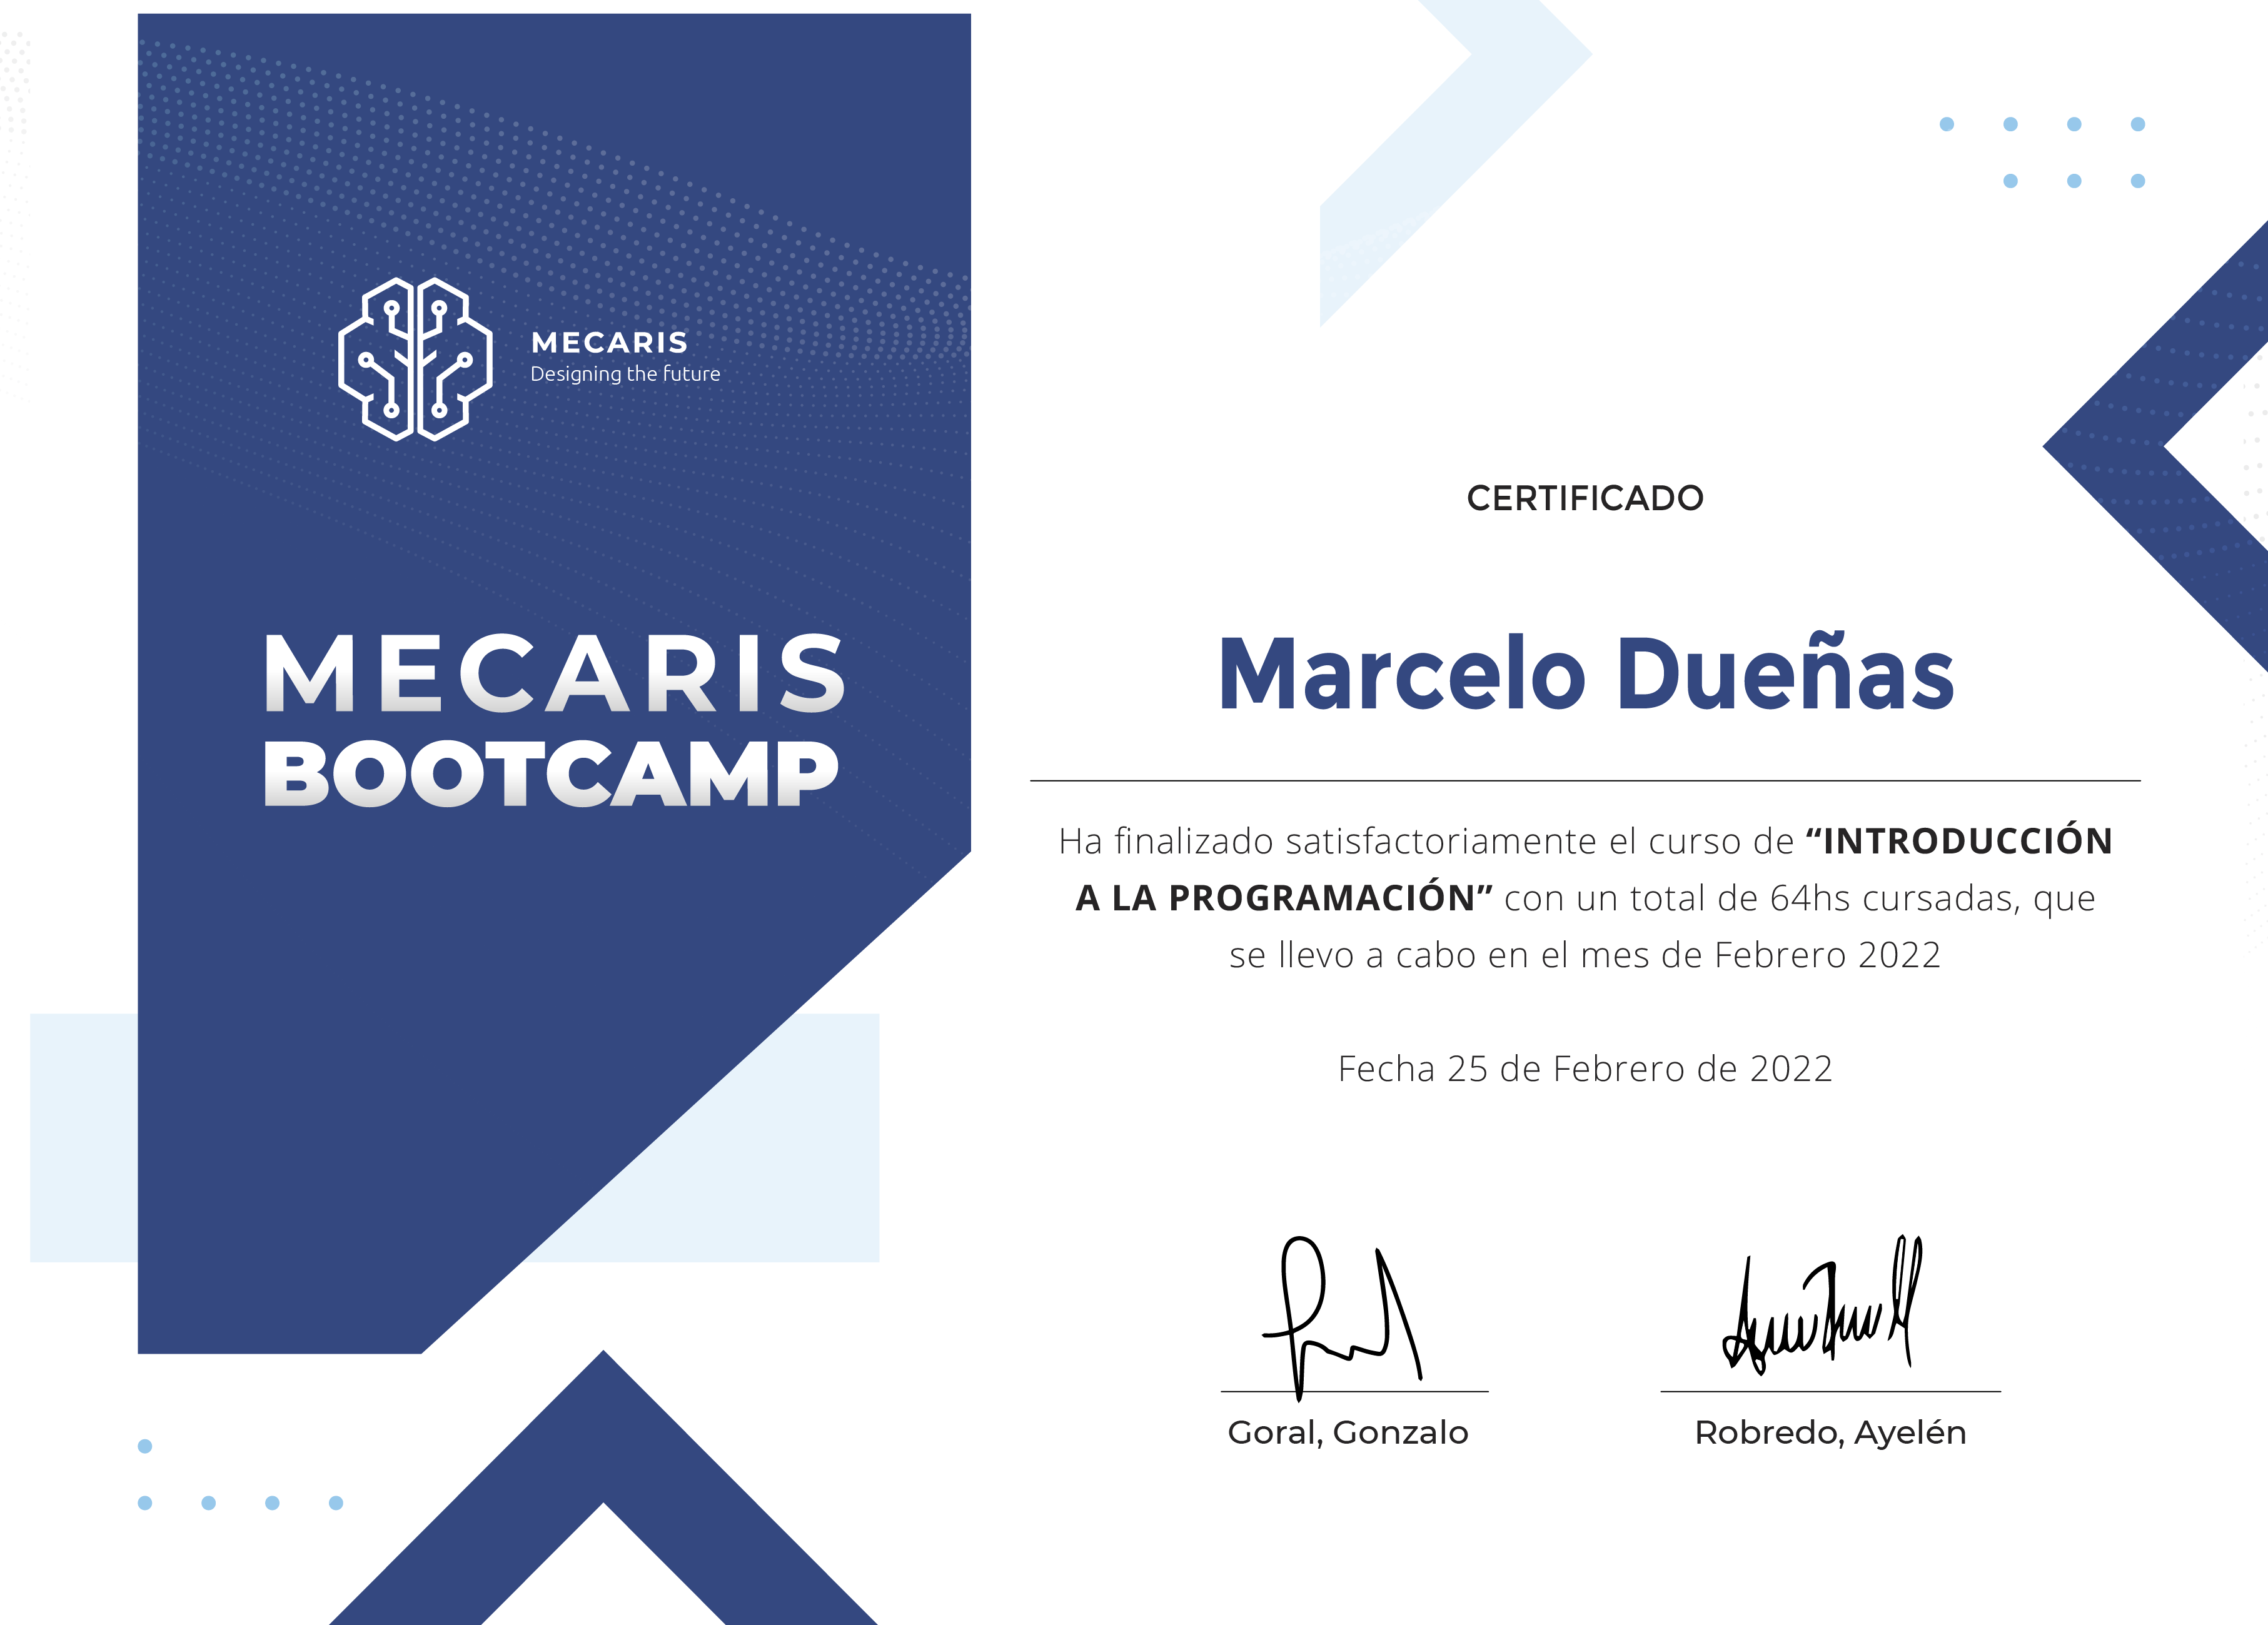 MECARIS
Designing the future
MECARIS
BOOTCAMP
CERTIFICADO
Marcelo Dueñas
Ha finalizado satisfactoriamente el curso de “INTRODUCCIÓN
A LA PROGRAMACIÓN” con un total de 64hs cursadas, que
se llevo a cabo en el mes de Febrero 2022
Fecha 25 de Febrero de 2022
Goral, Gonzalo
Robredo, Ayelén